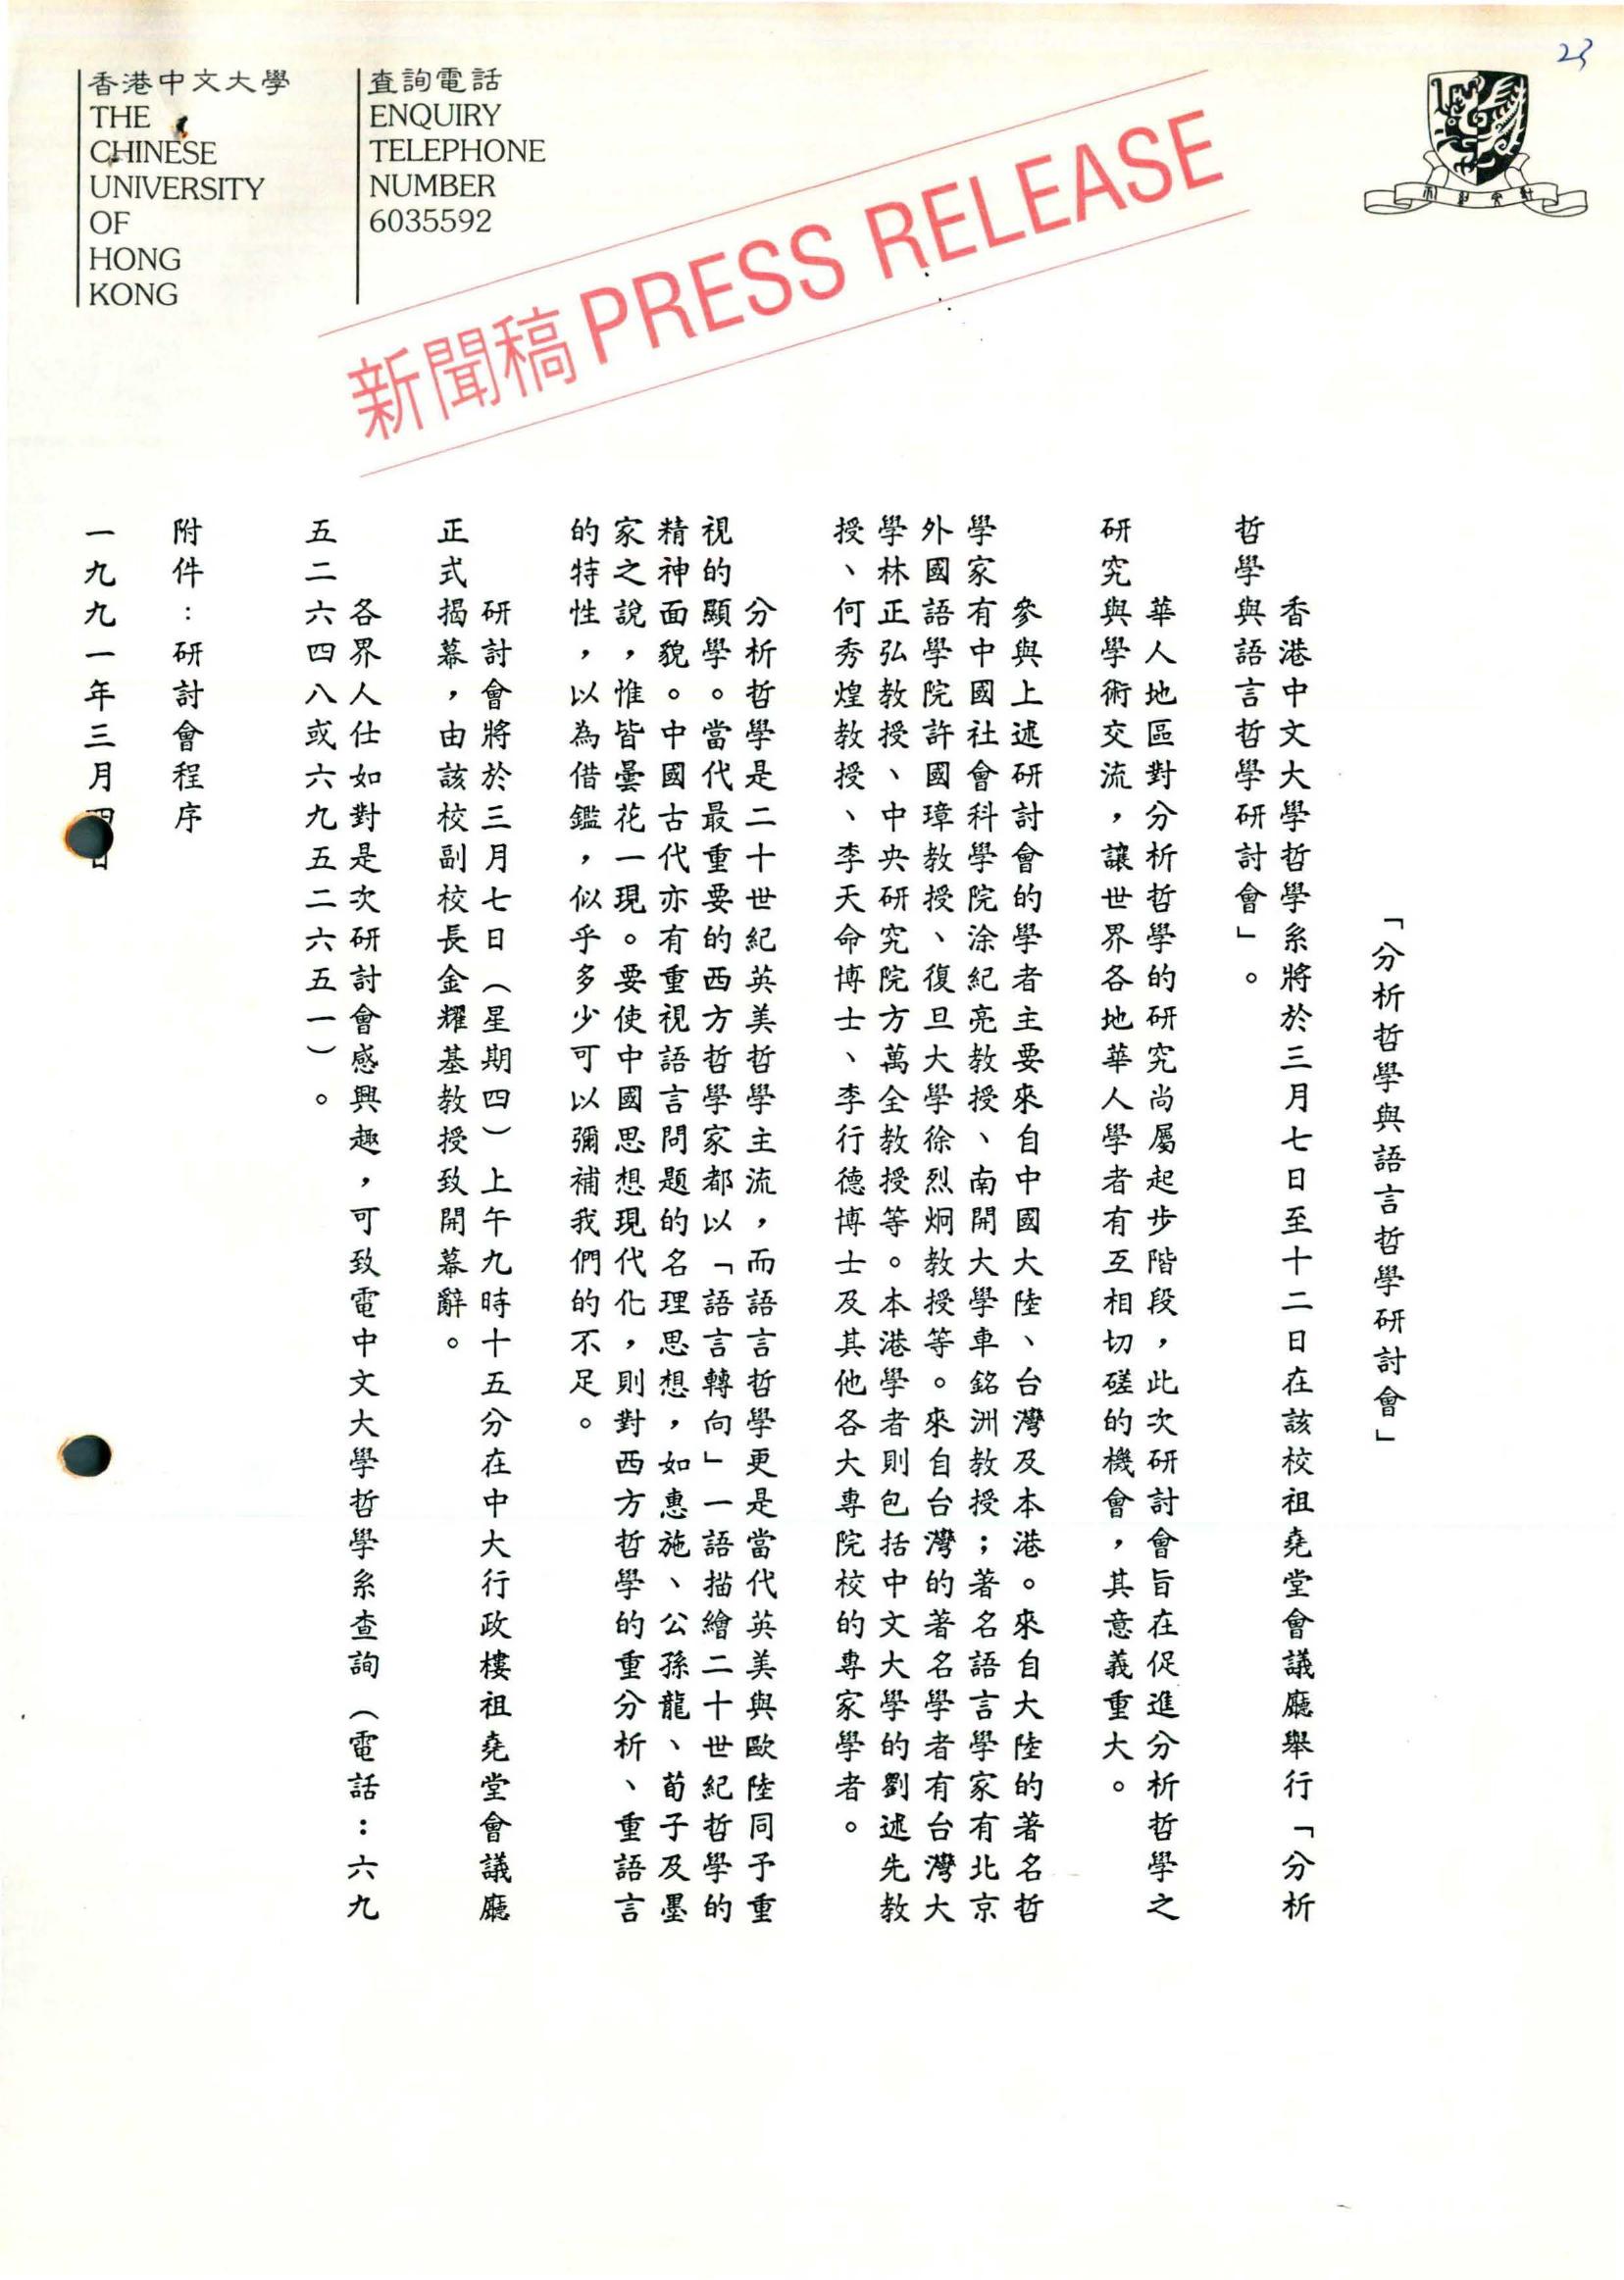 23
香港中文大學
THE
CHINESE
UNIVERSITY
OF
HONG
KONG
查詢電話
ENQUIRY
TELEPHONE
NUMBER
6035592
新聞稿 PRESS RELEASE
「分析哲學與語言哲學研討會」
香港中文大學哲學系將於三月七日至十二日在該校祖堯堂會議廳舉行「分析
哲學與語言哲學研討會」。
華人地區對分析哲學的研究尚屬起步階段，此次研討會旨在促進分析哲學之
研究與學術交流，讓世界各地華人學者有互相切磋的機會，其意義重大。
參與上述研討會的學者主要來自中國大陸、台灣及本港。來自大陸的著名哲
學家有中國社會科學院涂紀亮教授、南開大學車銘洲教授；著名語言學家有北京
外國語學院許國璋教授、復旦大學徐烈炯教授等。來自台灣的著名學者有台灣大
學林正弘教授、中央研究院方萬全教授等。本港學者則包括中文大學的劉述先教
授、何秀煌教授、李天命博士、李行德博士及其他各大專院校的專家學者。
分析哲學是二十世紀英美哲學主流，而語言哲學更是當代英美與歐陸同予重
視的顯學。當代最重要的西方哲學家都以「語言轉向」一語描繪二十世紀哲學的
精神面貌。中國古代亦有重視語言問題的名理思想，如惠施、公孫龍、荀子及墨
家之說，惟皆曇花一現。要使中國思想現代化，則對西方哲學的重分析、重語言
的特性，以為借鑑，似乎多少可以彌補我們的不足。
研討會將於三月七日（星期四）上午九時十五分在中大行政樓祖堯堂會議廳
正式揭幕，由該校副校長金耀基教授致開幕辭。
各界人仕如對是次研討會感興趣，可致電中文大學哲學系查詢（電話：六九
五二六四八或六九五二六五一）。
附件：研討會程序
一九九一年三月四日